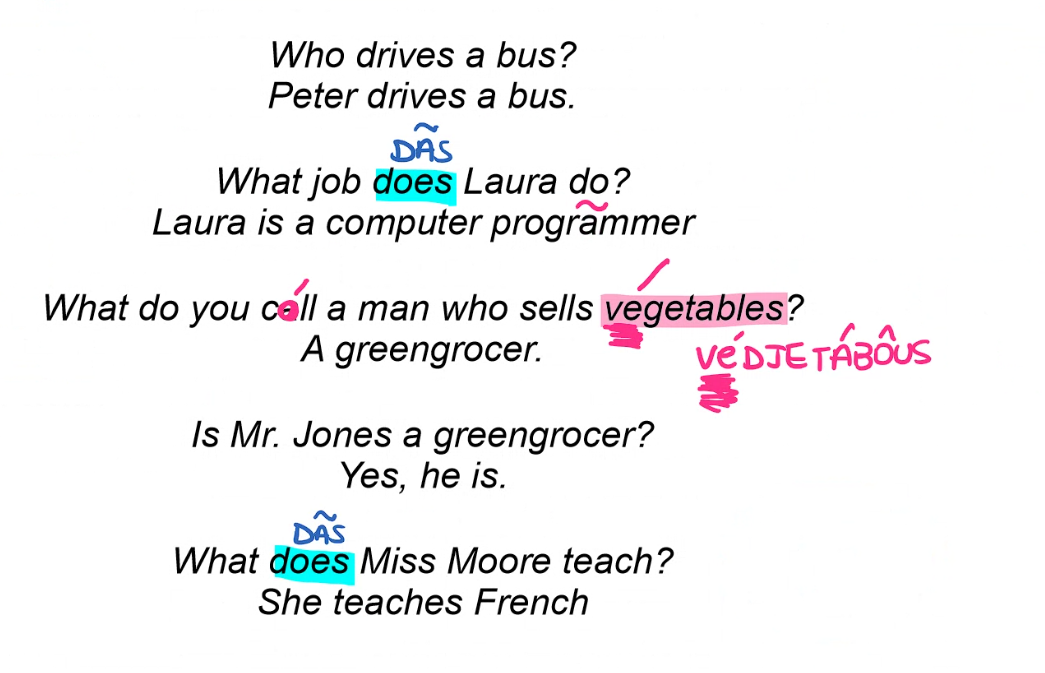 Who drives a bus?
Peter drives a bus.
DÃS
What job does Laura do?
Laura is a computer programmer
What do you call a man who sells vegetables?
A greengrocer.
VéDJETÁBÔUS
Is Mr. Jones a greengrocer?
Yes, he is.
DÃS
What does Miss Moore teach?
She teaches French